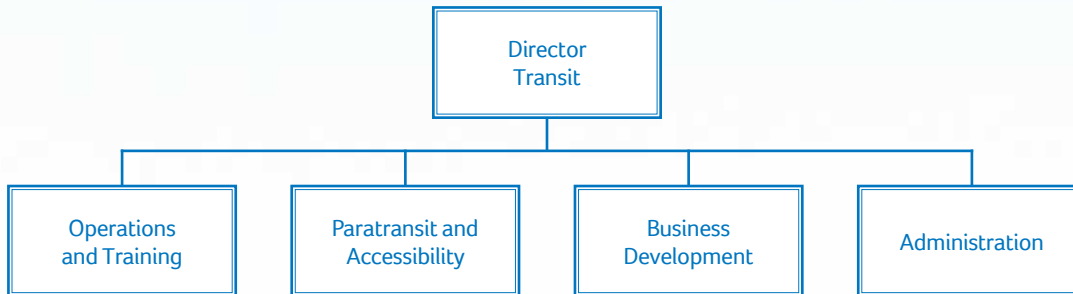 Director
Transit
Operations
and Training
Paratransit and
Accessibility
Business
Development
Administration